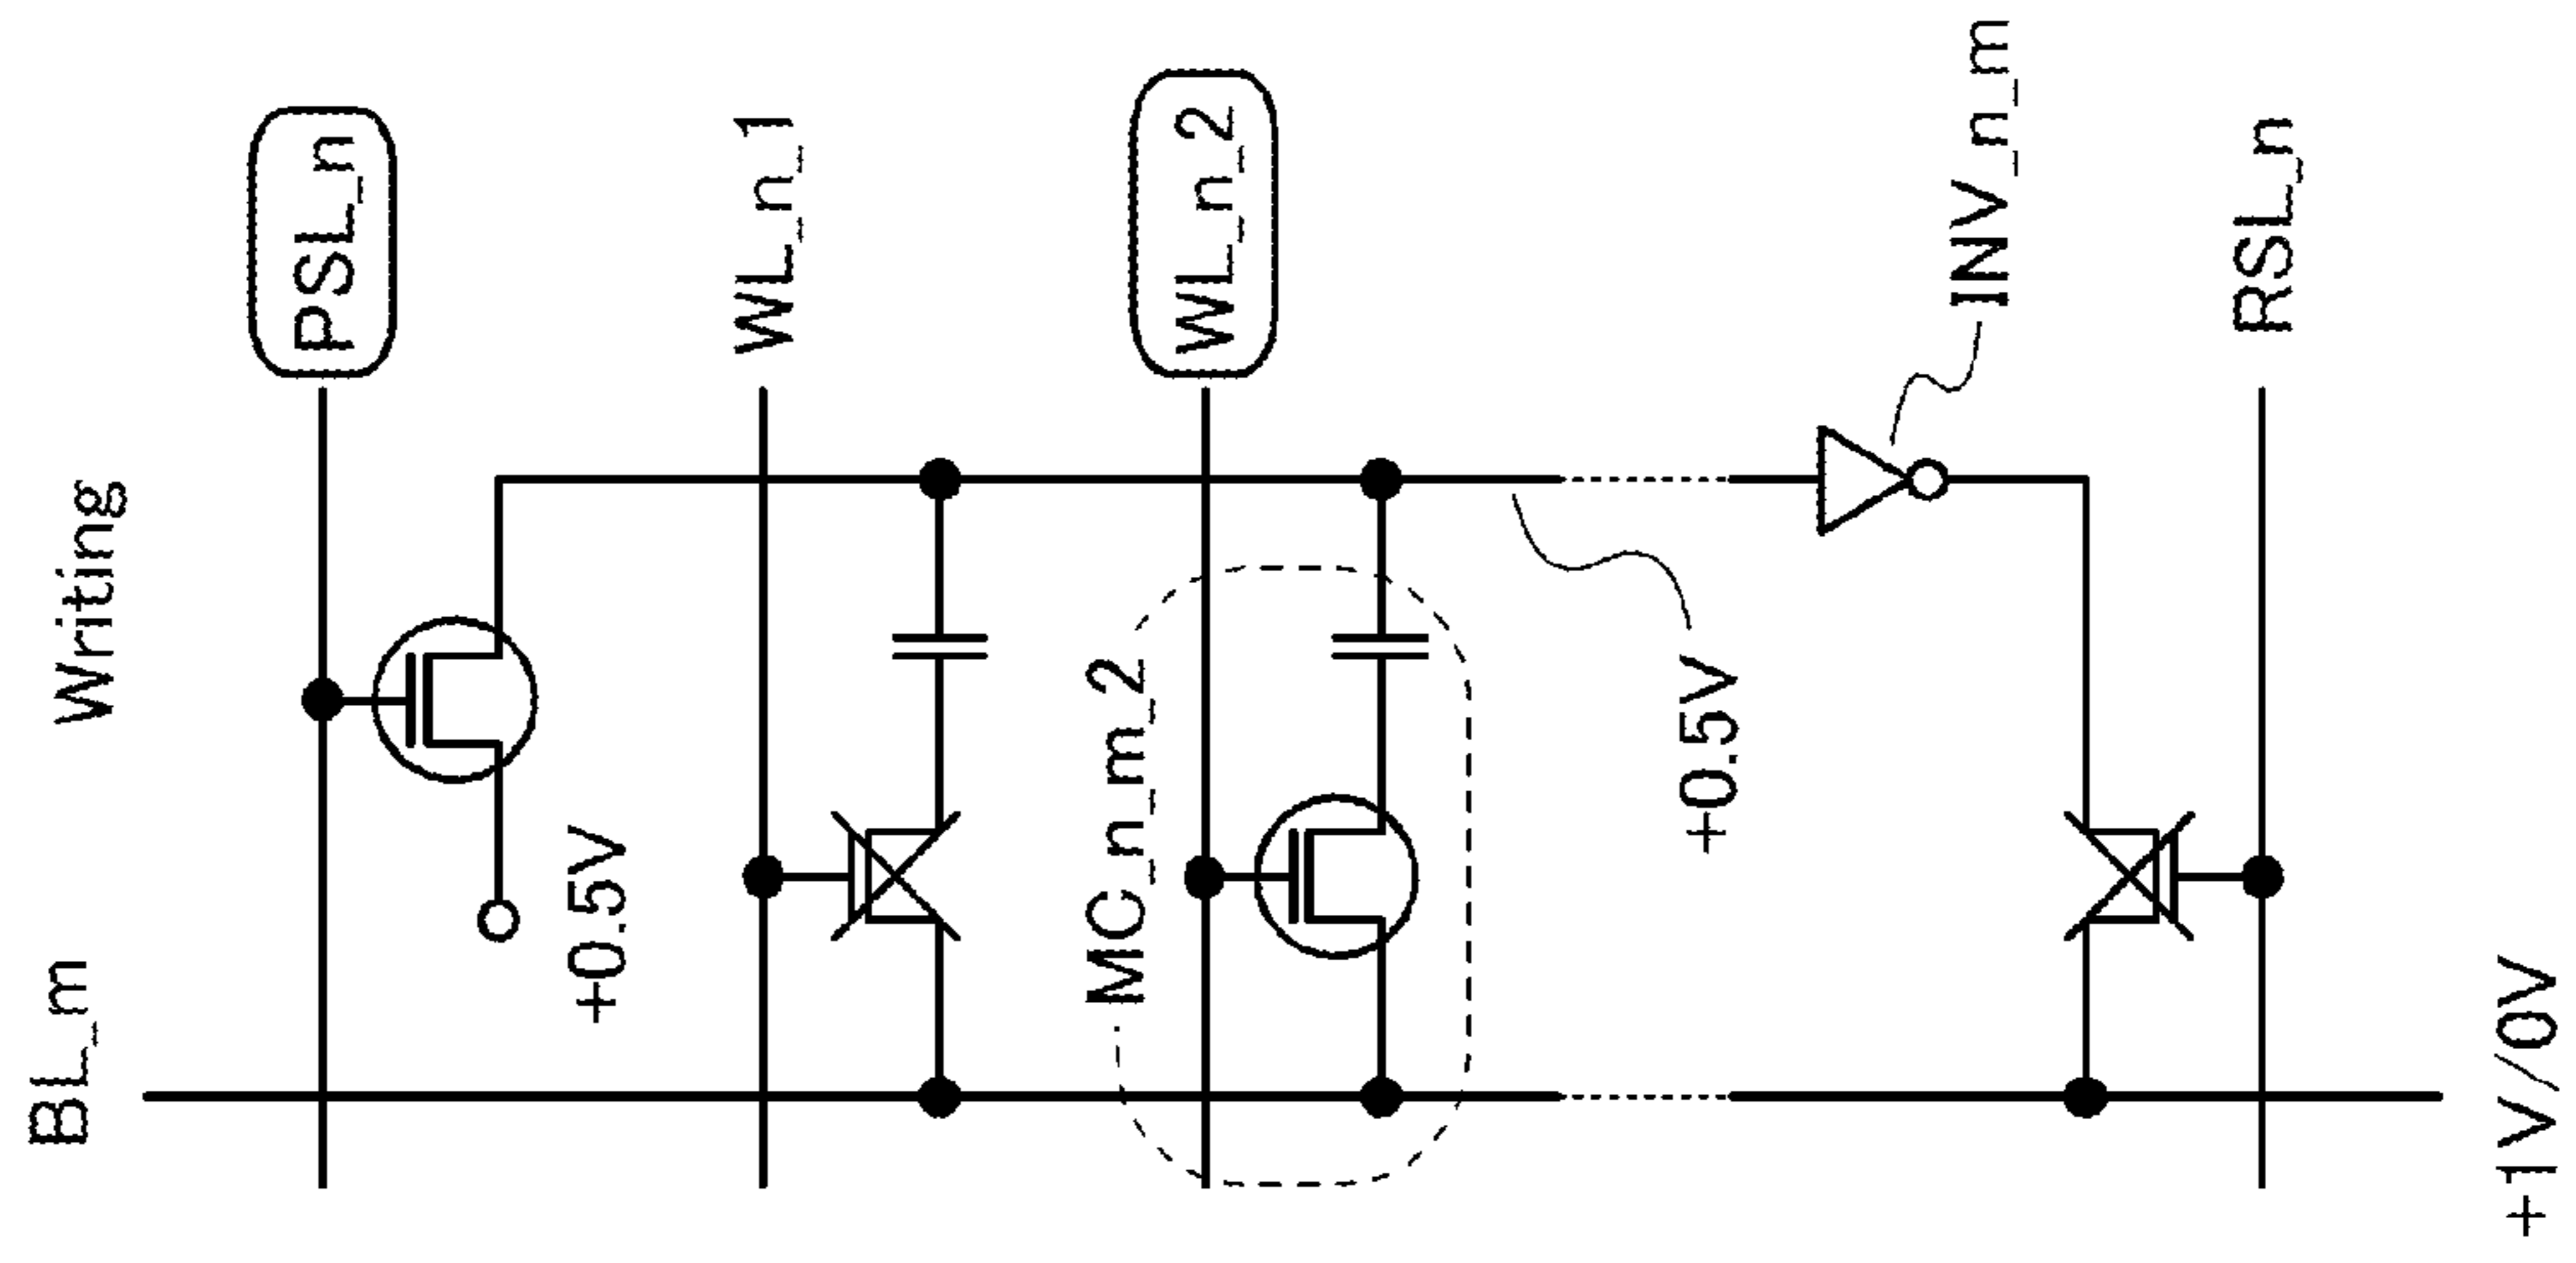 Writing
BL_m
PSL_n
+0.5V
WL_n_1
MC_n_m_2
WL_n_2
+0.5V
INV_n_m
RSL_n
+1V/0V